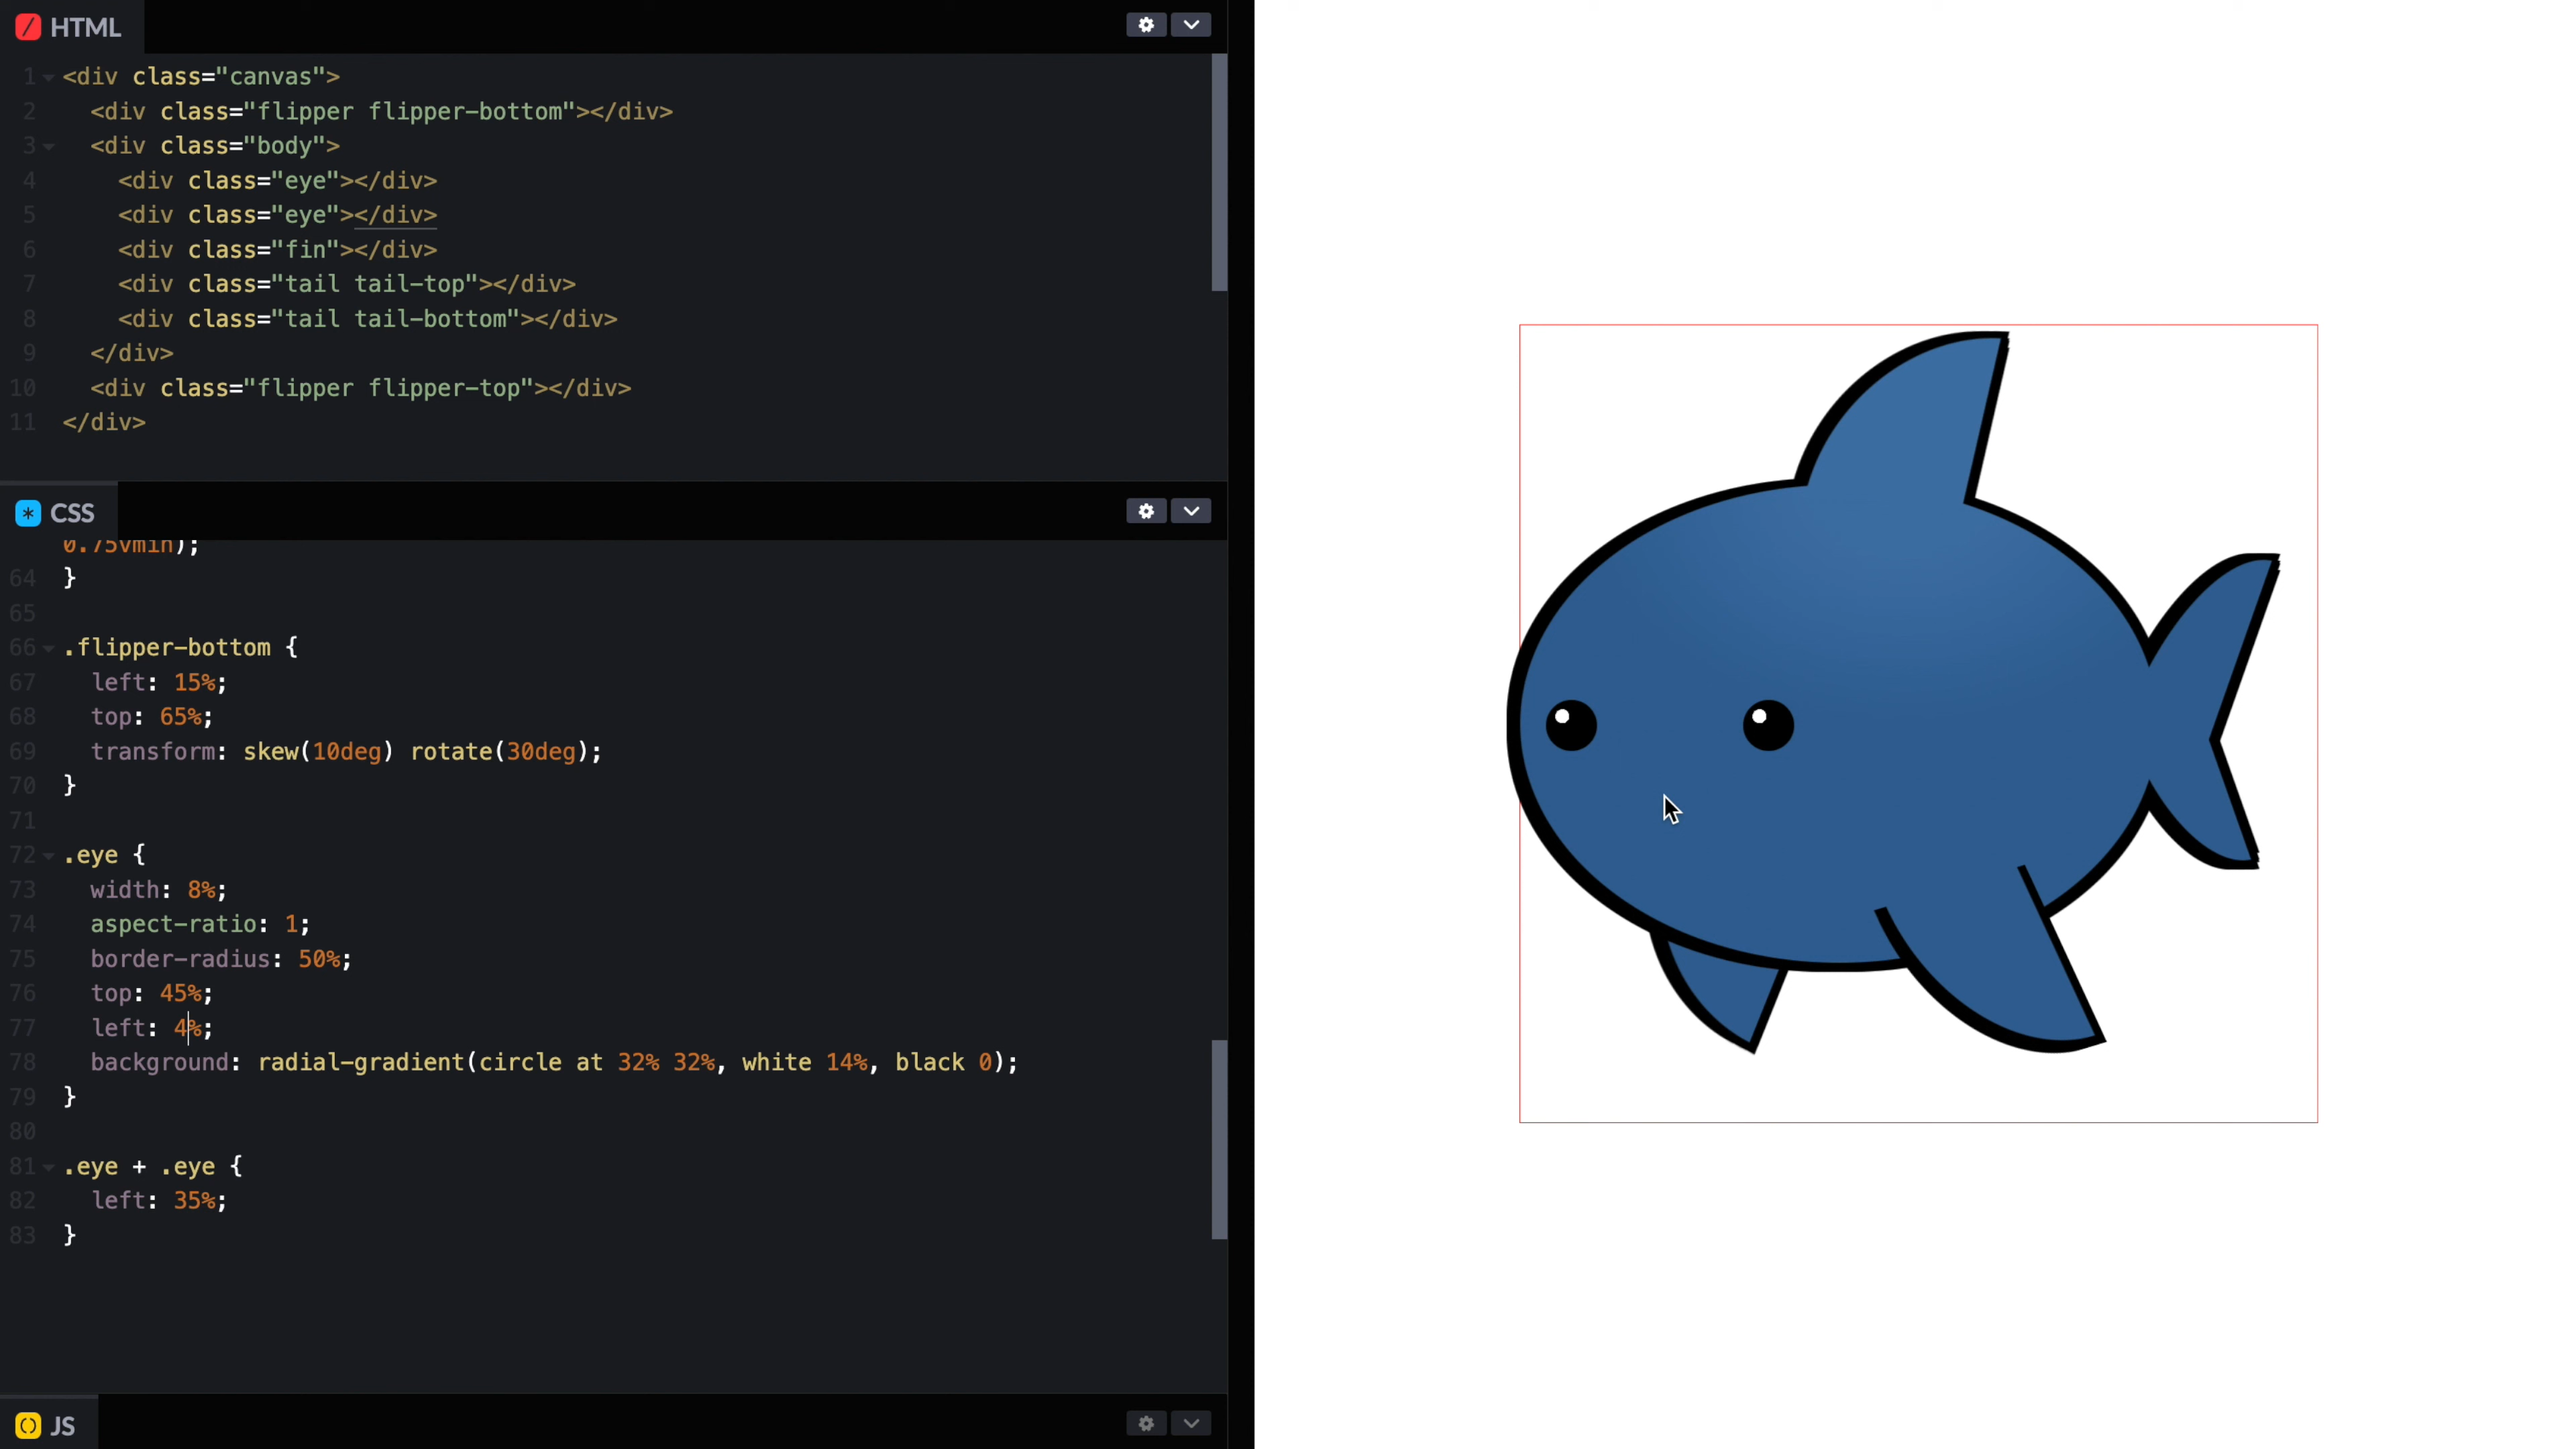 HTML
1 <div class="canvas">
2 <div class="flipper flipper-bottom"></div>
3 <div class="body">
4 <div class="eye"></div>
5 <div class="eye"></div>
6 <div class="fin"></div>
7 <div class="tail tail-top"></div>
8 <div class="tail tail-bottom"></div>
9 </div>
10 <div class="flipper flipper-top"></div>
11 </div>
CSS
0.75vmin);
64 }
65
66 .flipper-bottom {
67 left: 15%;
68 top: 65%;
69 transform: skew(10deg) rotate(30deg);
70 }
71
72 .eye {
73 width: 8%;
74 aspect-ratio: 1;
75 border-radius: 50%;
76 top: 45%;
77 left: 4%;
78 background: radial-gradient(circle at 32% 32%, white 14%, black 0);
79 }
80
81 .eye + .eye {
82 left: 35%;
83 }
JS